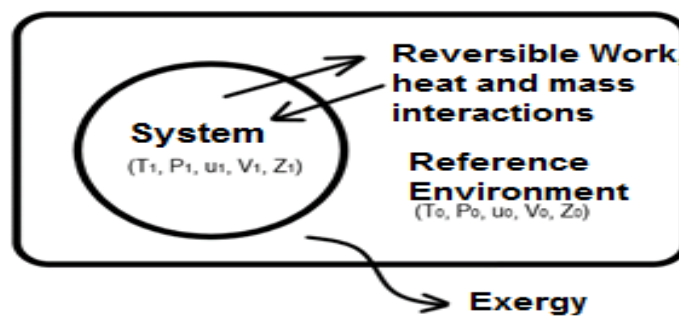 Reversible Work,
heat and mass
interactions
System
(T₁, P₁, u₁, V₁, Z₁)
Reference
Environment
(T₀, P₀, u₀, V₀, Z₀)
Exergy